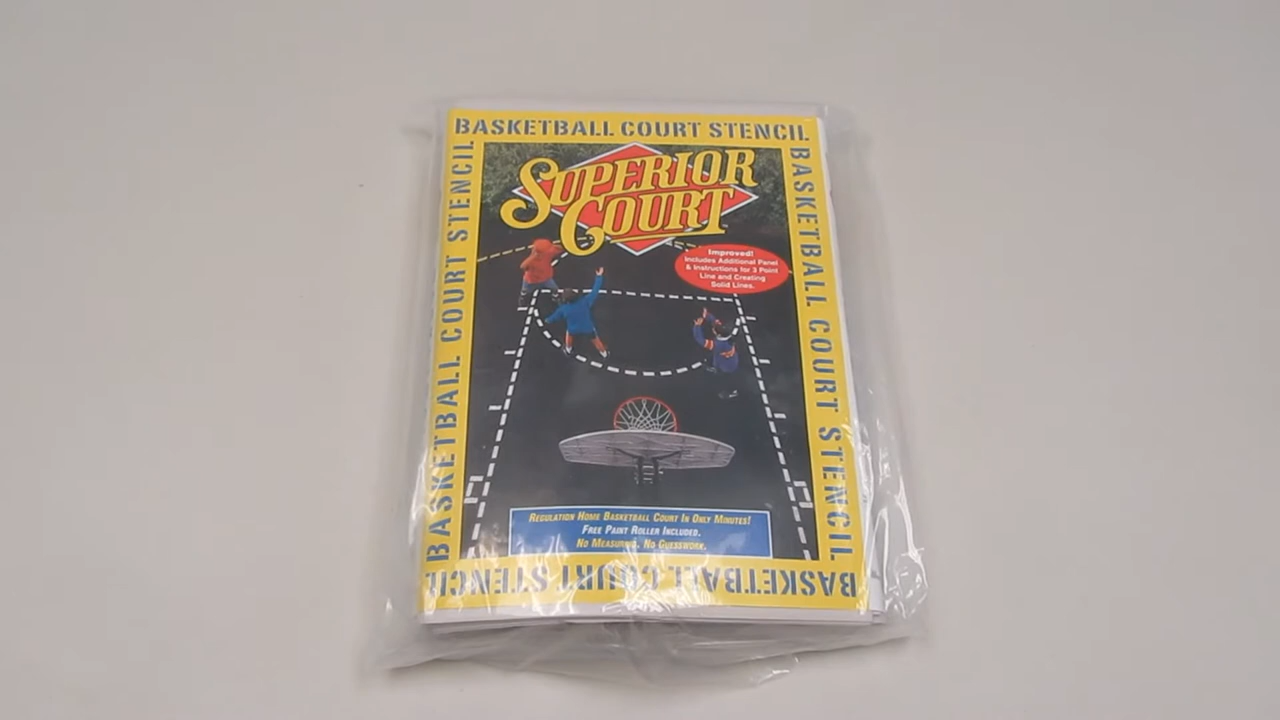 BASKETBALL COURT STENCIL
BASKETBALL COURT STENCIL
BASKETBALL COURT STENCIL
SUPERIOR
COURT
Improved!
Includes Additional Panel
& Instructions for 3 Point
Line and Creating
Solid Lines.
REGULATION HOME BASKETBALL COURT IN ONLY MINUTES!
FREE PAINT ROLLER INCLUDED.
NO MEASURING. NO GUESSWORK.
BASKETBALL COURT STENCIL